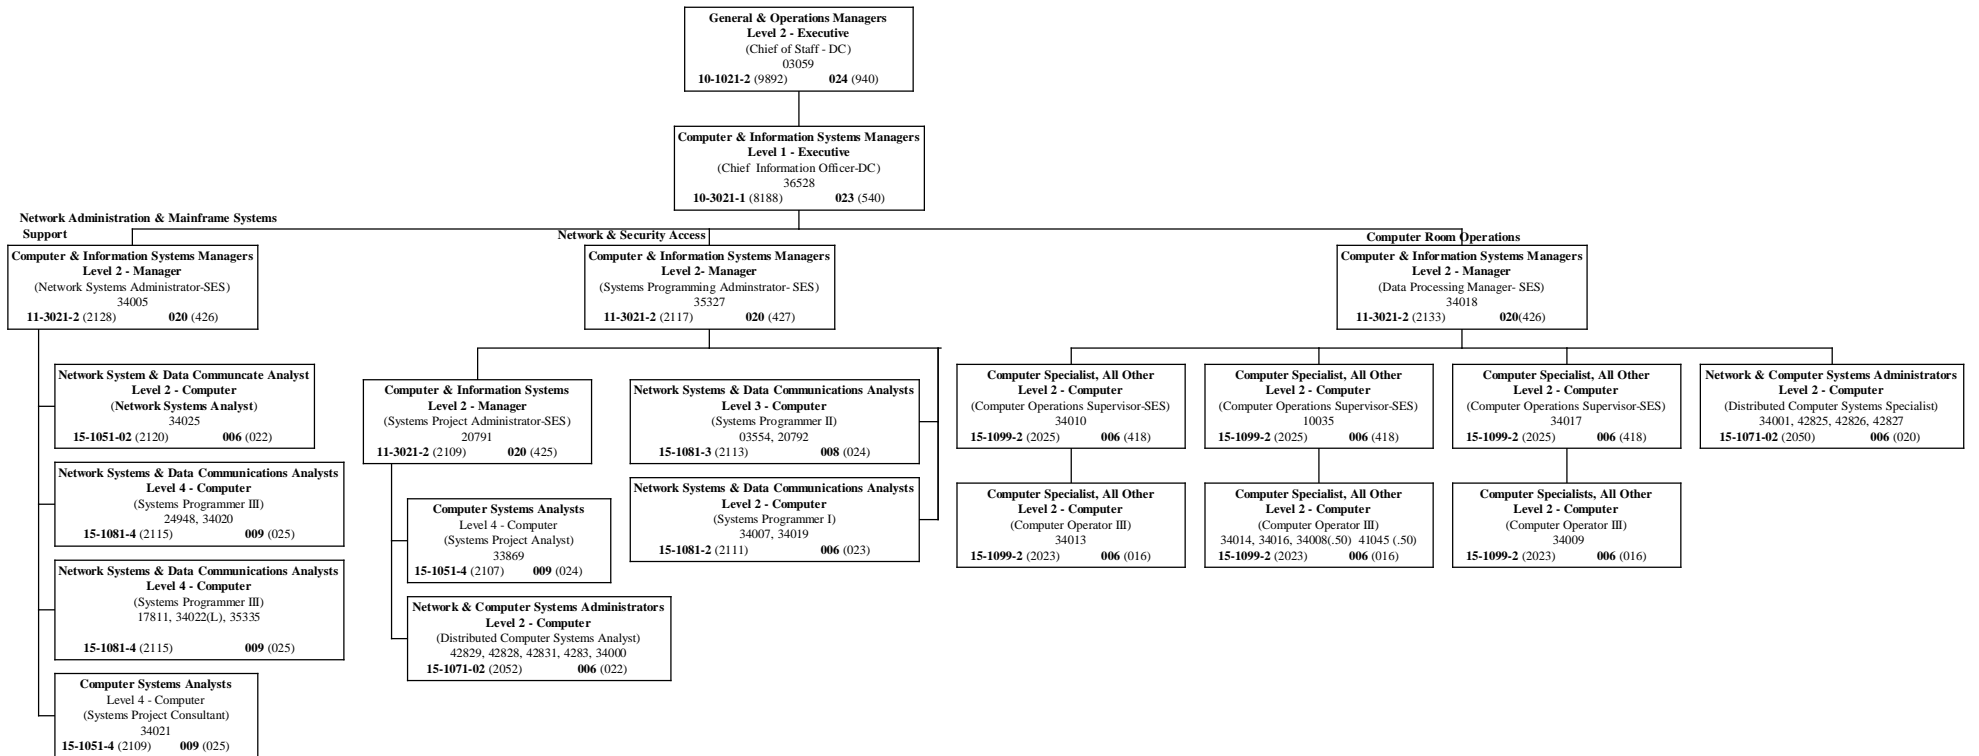 General & Operations Managers
Level 2 - Executive
(Chief of Staff - DC)
03059
10-1021-2 (9892) 024 (940)
Computer & Information Systems Managers
Level 1 - Executive
(Chief Information Officer-DC)
36528
10-3021-1 (8188) 023 (540)
Network Administration & Mainframe Systems
Support
Computer & Information Systems Managers
Level 2 - Manager
(Network Systems Administrator-SES)
34005
11-3021-2 (2128) 020 (426)
Network System & Data Communcate Analyst
Level 2 - Computer
(Network Systems Analyst)
34025
15-1051-02 (2120) 006 (022)
Network Systems & Data Communications Analysts
Level 4 - Computer
(Systems Programmer III)
24948, 34020
15-1081-4 (2115) 009 (025)
Network Systems & Data Communications Analysts
Level 4 - Computer
(Systems Programmer III)
17811, 34022(L), 35335
15-1081-4 (2115) 009 (025)
Computer Systems Analysts
Level 4 - Computer
(Systems Project Consultant)
34021
15-1051-4 (2109) 009 (025)
Network & Security Access
Computer & Information Systems Managers
Level 2- Manager
(Systems Programming Adminstrator- SES)
35327
11-3021-2 (2117) 020 (427)
Computer & Information Systems
Level 2 - Manager
(Systems Project Administrator-SES)
20791
11-3021-2 (2109) 020 (425)
Computer Systems Analysts
Level 4 - Computer
(Systems Project Analyst)
33869
15-1051-4 (2107) 009 (024)
Network & Computer Systems Administrators
Level 2 - Computer
(Distributed Computer Systems Analyst)
42829, 42828, 42831, 4283, 34000
15-1071-02 (2052) 006 (022)
Network Systems & Data Communications Analysts
Level 3 - Computer
(Systems Programmer II)
03554, 20792
15-1081-3 (2113) 008 (024)
Network Systems & Data Communications Analysts
Level 2 - Computer
(Systems Programmer I)
34007, 34019
15-1081-2 (2111) 006 (023)
Computer Room Operations
Computer & Information Systems Managers
Level 2 - Manager
(Data Processing Manager- SES)
34018
11-3021-2 (2133) 020(426)
Computer Specialist, All Other
Level 2 - Computer
(Computer Operations Supervisor-SES)
34010
15-1099-2 (2025) 006 (418)
Computer Specialist, All Other
Level 2 - Computer
(Computer Operator III)
34013
15-1099-2 (2023) 006 (016)
Computer Specialist, All Other
Level 2 - Computer
(Computer Operations Supervisor-SES)
10035
15-1099-2 (2025) 006 (418)
Computer Specialist, All Other
Level 2 - Computer
(Computer Operator III)
34014, 34016, 34008(.50) 41045 (.50)
15-1099-2 (2023) 006 (016)
Computer Specialist, All Other
Level 2 - Computer
(Computer Operations Supervisor-SES)
34017
15-1099-2 (2025) 006 (418)
Computer Specialists, All Other
Level 2 - Computer
(Computer Operator III)
34009
15-1099-2 (2023) 006 (016)
Network & Computer Systems Administrators
Level 2 - Computer
(Distributed Computer Systems Specialist)
34001, 42825, 42826, 42827
15-1071-02 (2050) 006 (020)